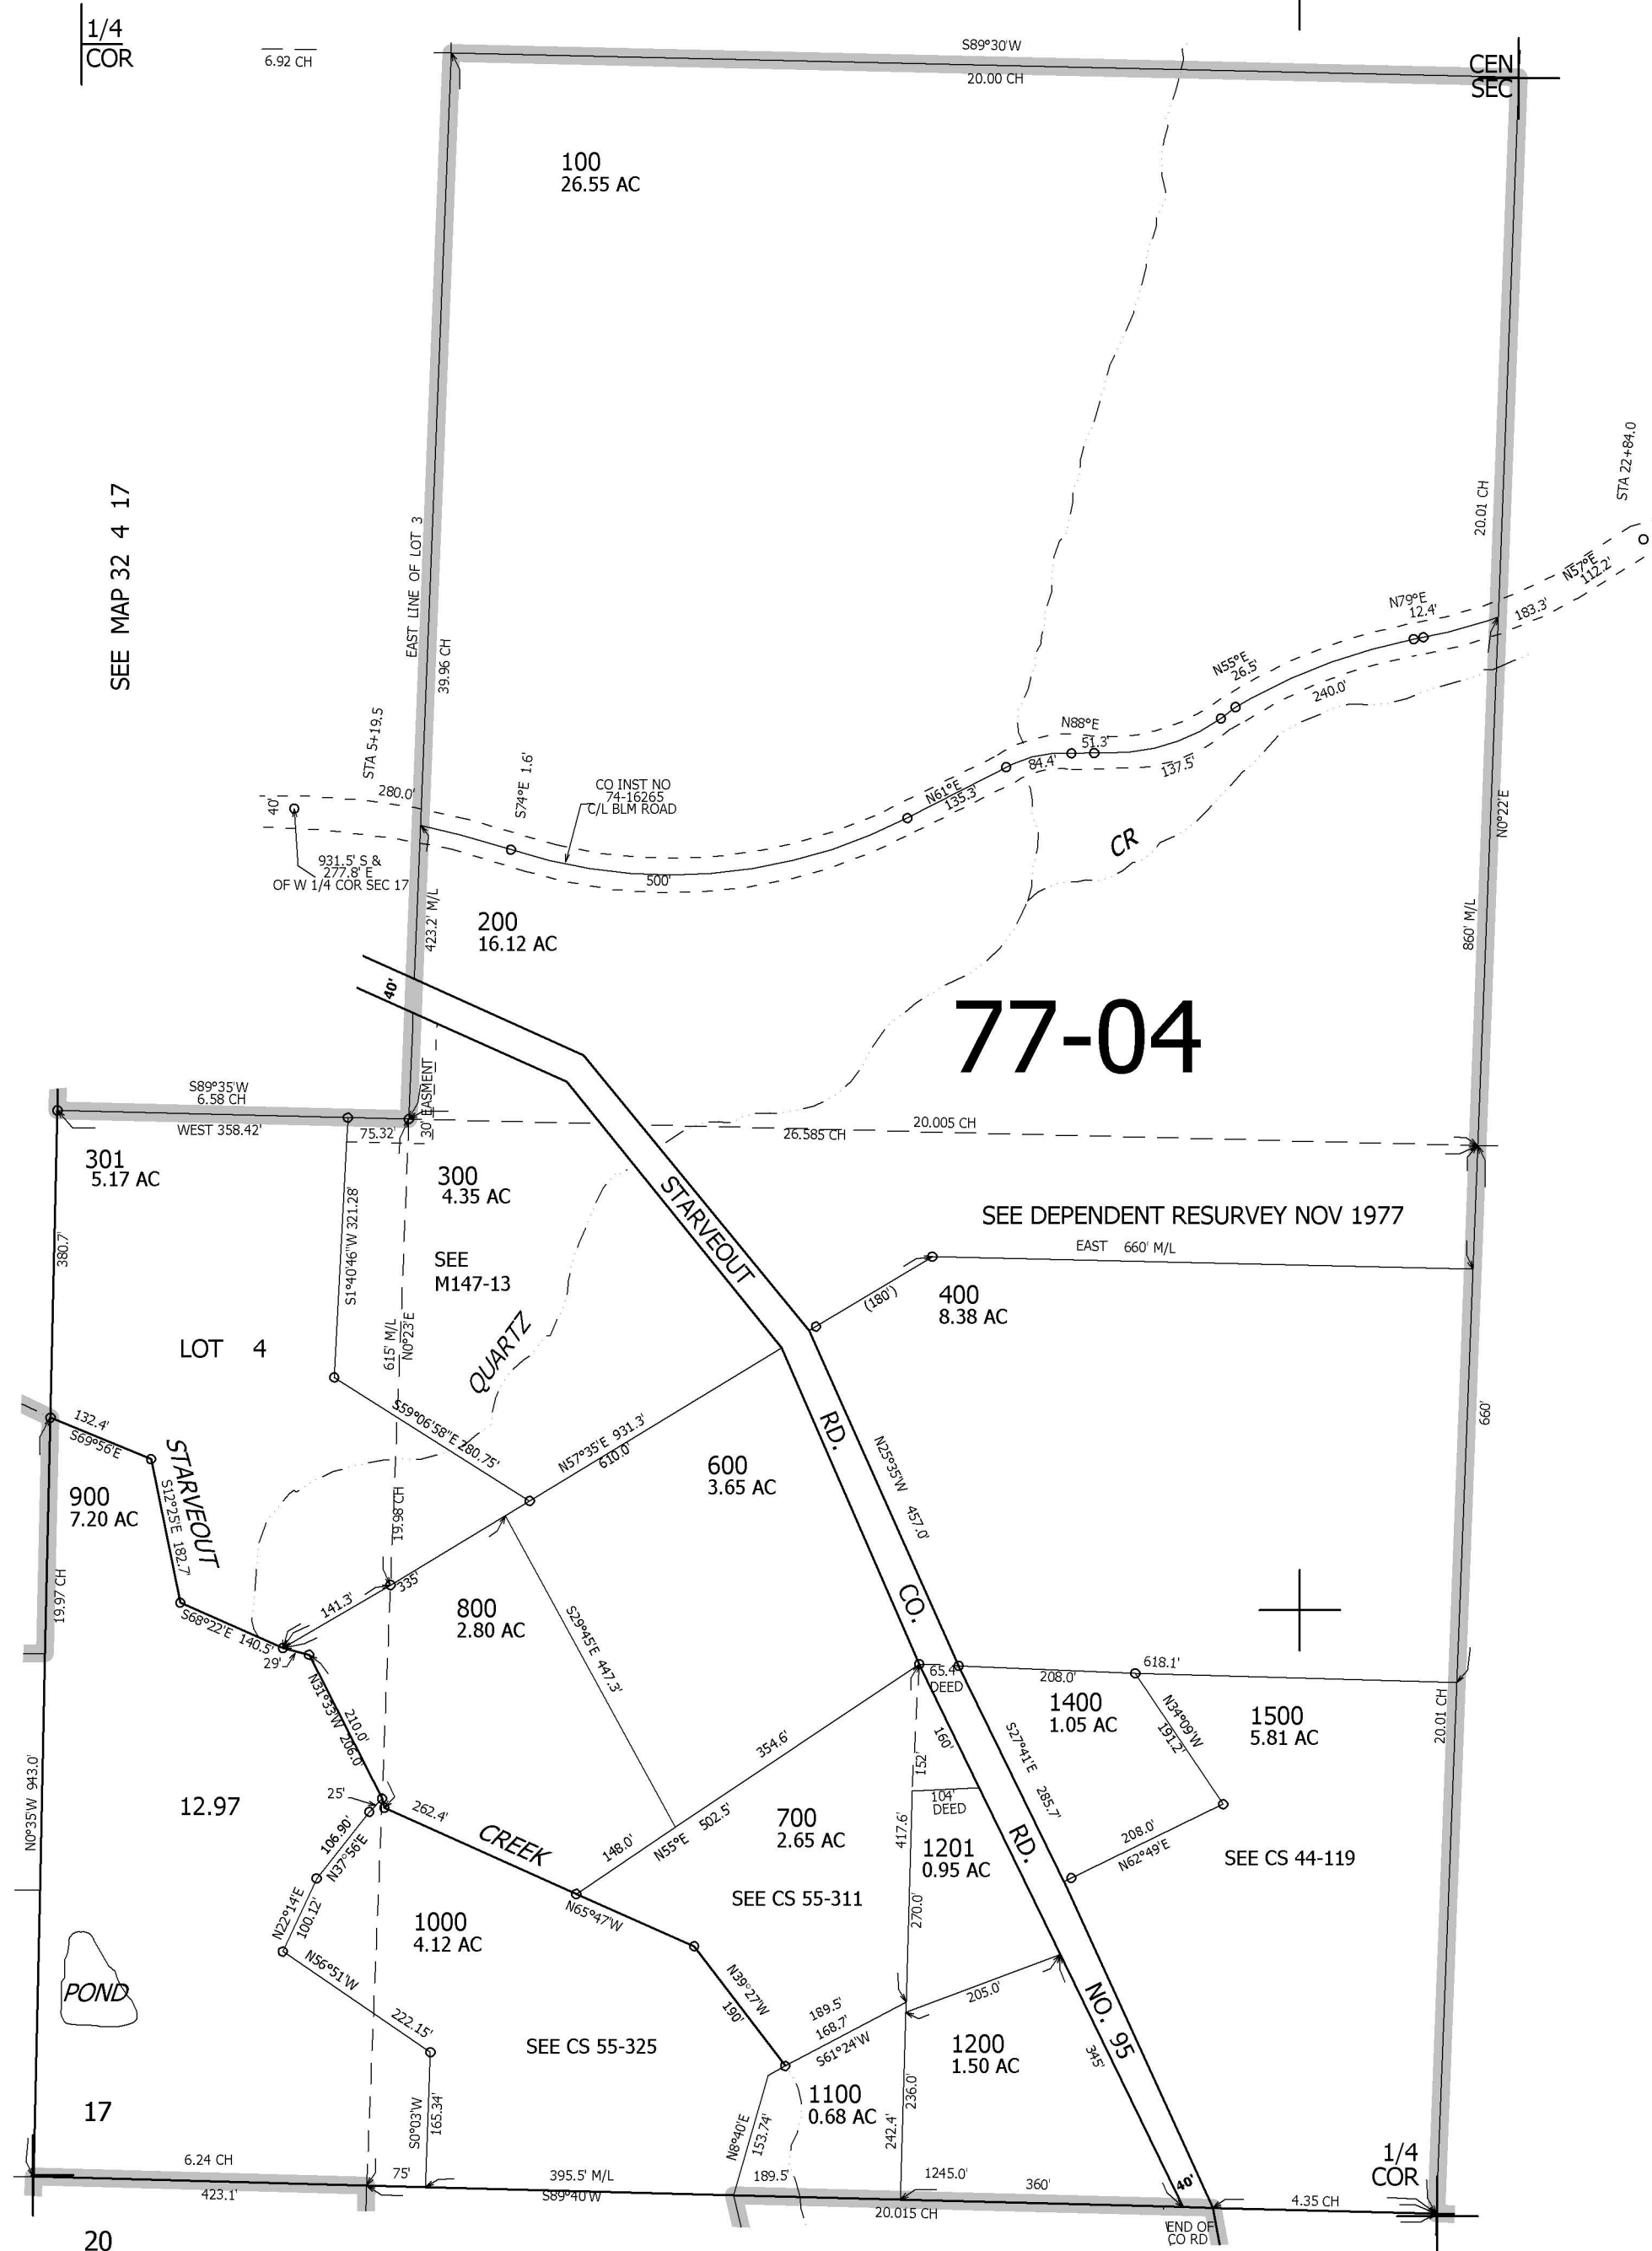 1/4
COR
6.92 CH
S89°30'W
20.00 CH
CEN
SEC
100
26.55 AC
SEE MAP 32 4 17
EAST LINE OF LOT 3
39.96 CH
20.01 CH
STA 22+84.0
N57°E
112.2'
183.3'
N79°E
12.4'
N55°E
26.5'
240.0'
N88°E
51.3'
84.4'
137.5'
N61°E
135.3'
STA 5+19.5
280.0'
40'
S74°E 1.6'
CO INST NO
74-16265
C/L BLM ROAD
500'
931.5' S &
277.8' E
OF W 1/4 COR SEC 17
423.2' M/L
CR
N0°22'E
860' M/L
200
16.12 AC
40'
77-04
S89°35'W
6.58 CH
WEST 358.42'
75.32'
30' EASMENT
26.585 CH
20.005 CH
301
5.17 AC
300
4.35 AC
STARVEOUT
SEE DEPENDENT RESURVEY NOV 1977
EAST 660' M/L
380.7'
S1°40'46"W 321.28'
SEE
M147-13
615' M/L
N0°23'E
QUARTZ
(180')
400
8.38 AC
LOT 4
660'
132.4'
S69°56'E
STARVEOUT
S59°06'58"E 280.75'
N57°35'E 931.3'
610.0'
RD.
N25°35'W 457.0'
600
3.65 AC
900
7.20 AC
S12°25'E 182.7'
19.98 CH
19.97 CH
S68°22'E 140.5'
29'
141.3'
335'
800
2.80 AC
S29°45'E 447.3'
CO.
65.4'
DEED
208.0'
618.1'
1400
1.05 AC
1500
5.81 AC
20.01 CH
N34°09'W
191.2'
N31°33'W 206.0'
210.0'
354.6'
160'
152'
S27°41'E 285.7'
N0°35'W 943.0'
12.97
25'
262.4'
CREEK
148.0'
N55°E 502.5'
700
2.65 AC
104'
DEED
417.6'
RD.
1201
0.95 AC
208.0'
N62°49'E
SEE CS 44-119
106.90'
N37°56'E
N22°14'E
100.12'
1000
4.12 AC
N65°47'W
SEE CS 55-311
270.0'
POND
N56°51'W
222.15'
N39°27'W
190'
189.5'
168.7'
S61°24'W
205.0'
NO. 95
SEE CS 55-325
1200
1.50 AC
345'
17
S0°03'W
165.34'
N8°40'E
153.74'
1100
0.68 AC
236.0'
242.4'
1/4
COR
6.24 CH
423.1'
75'
395.5' M/L
S89°40'W
189.5'
1245.0'
360'
20.015 CH
40'
4.35 CH
END OF
CO RD
20